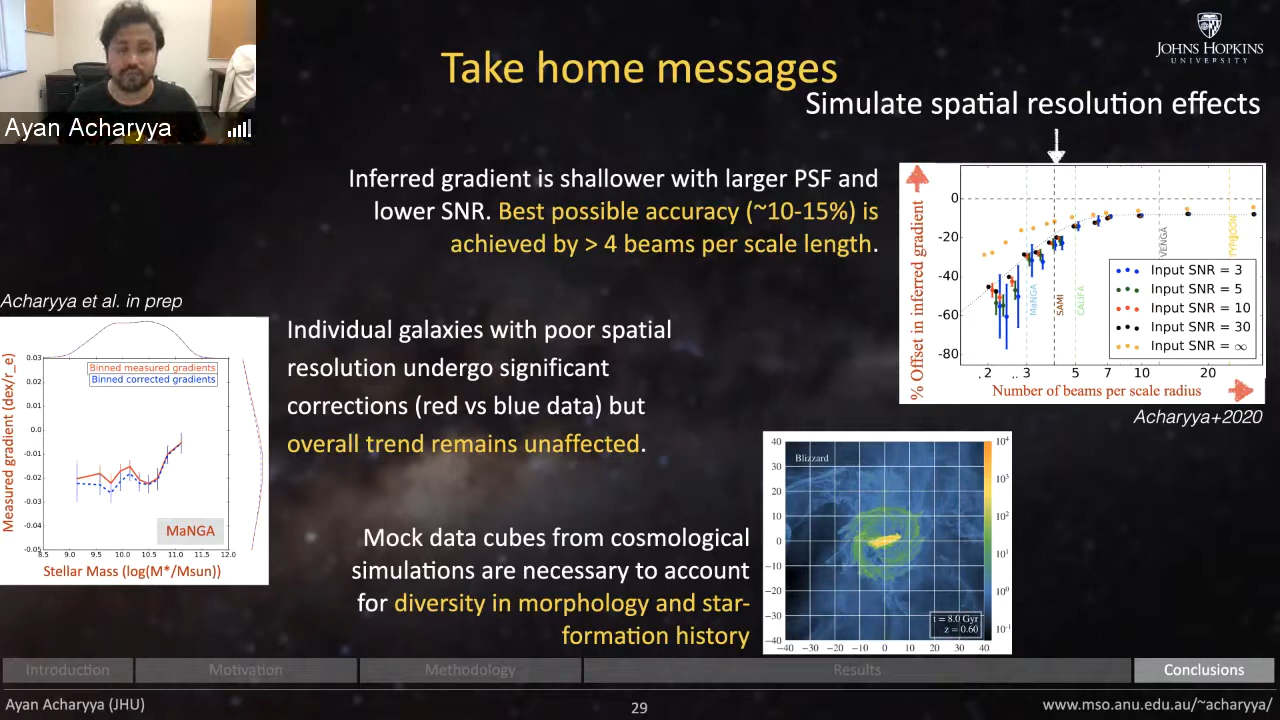 Take home messages
JOHNS HOPKINS
UNIVERSITY
Simulate spatial resolution effects
Ayan Acharyya
Inferred gradient is shallower with larger PSF and
lower SNR. Best possible accuracy (~10-15%) is
achieved by > 4 beams per scale length.
% Offset in inferred gradient
0
-20
-40
-60
-80
MaNGA
SAMI
CALIFA
VENGA
TYPHOON
Input SNR = 3
Input SNR = 5
Input SNR = 10
Input SNR = 30
Input SNR = ∞
2 3 5 7 10 20
Number of beams per scale radius
Acharyya+2020
Acharyya et al. in prep
Measured gradient (dex/r_e)
0.03
0.02
0.01
0.0
-0.01
-0.02
-0.03
-0.04
-0.05
Binned measured gradients
Binned corrected gradients
MaNGA
8.5 9.0 9.5 10.0 10.5 11.0 11.5 12.0
Stellar Mass (log(M*/Msun))
Individual galaxies with poor spatial
resolution undergo significant
corrections (red vs blue data) but
overall trend remains unaffected.
Mock data cubes from cosmological
simulations are necessary to account
for diversity in morphology and star-
formation history
Blizzard
40
30
20
10
0
−10
−20
−30
−40
−40 −30 −20 −10 0 10 20 30 40
t = 8.0 Gyr
z = 0.60
10⁴
10³
10²
10¹
10⁰
10⁻¹
Introduction Motivation Methodology Results Conclusions
Ayan Acharyya (JHU) 29 www.mso.anu.edu.au/~acharyya/